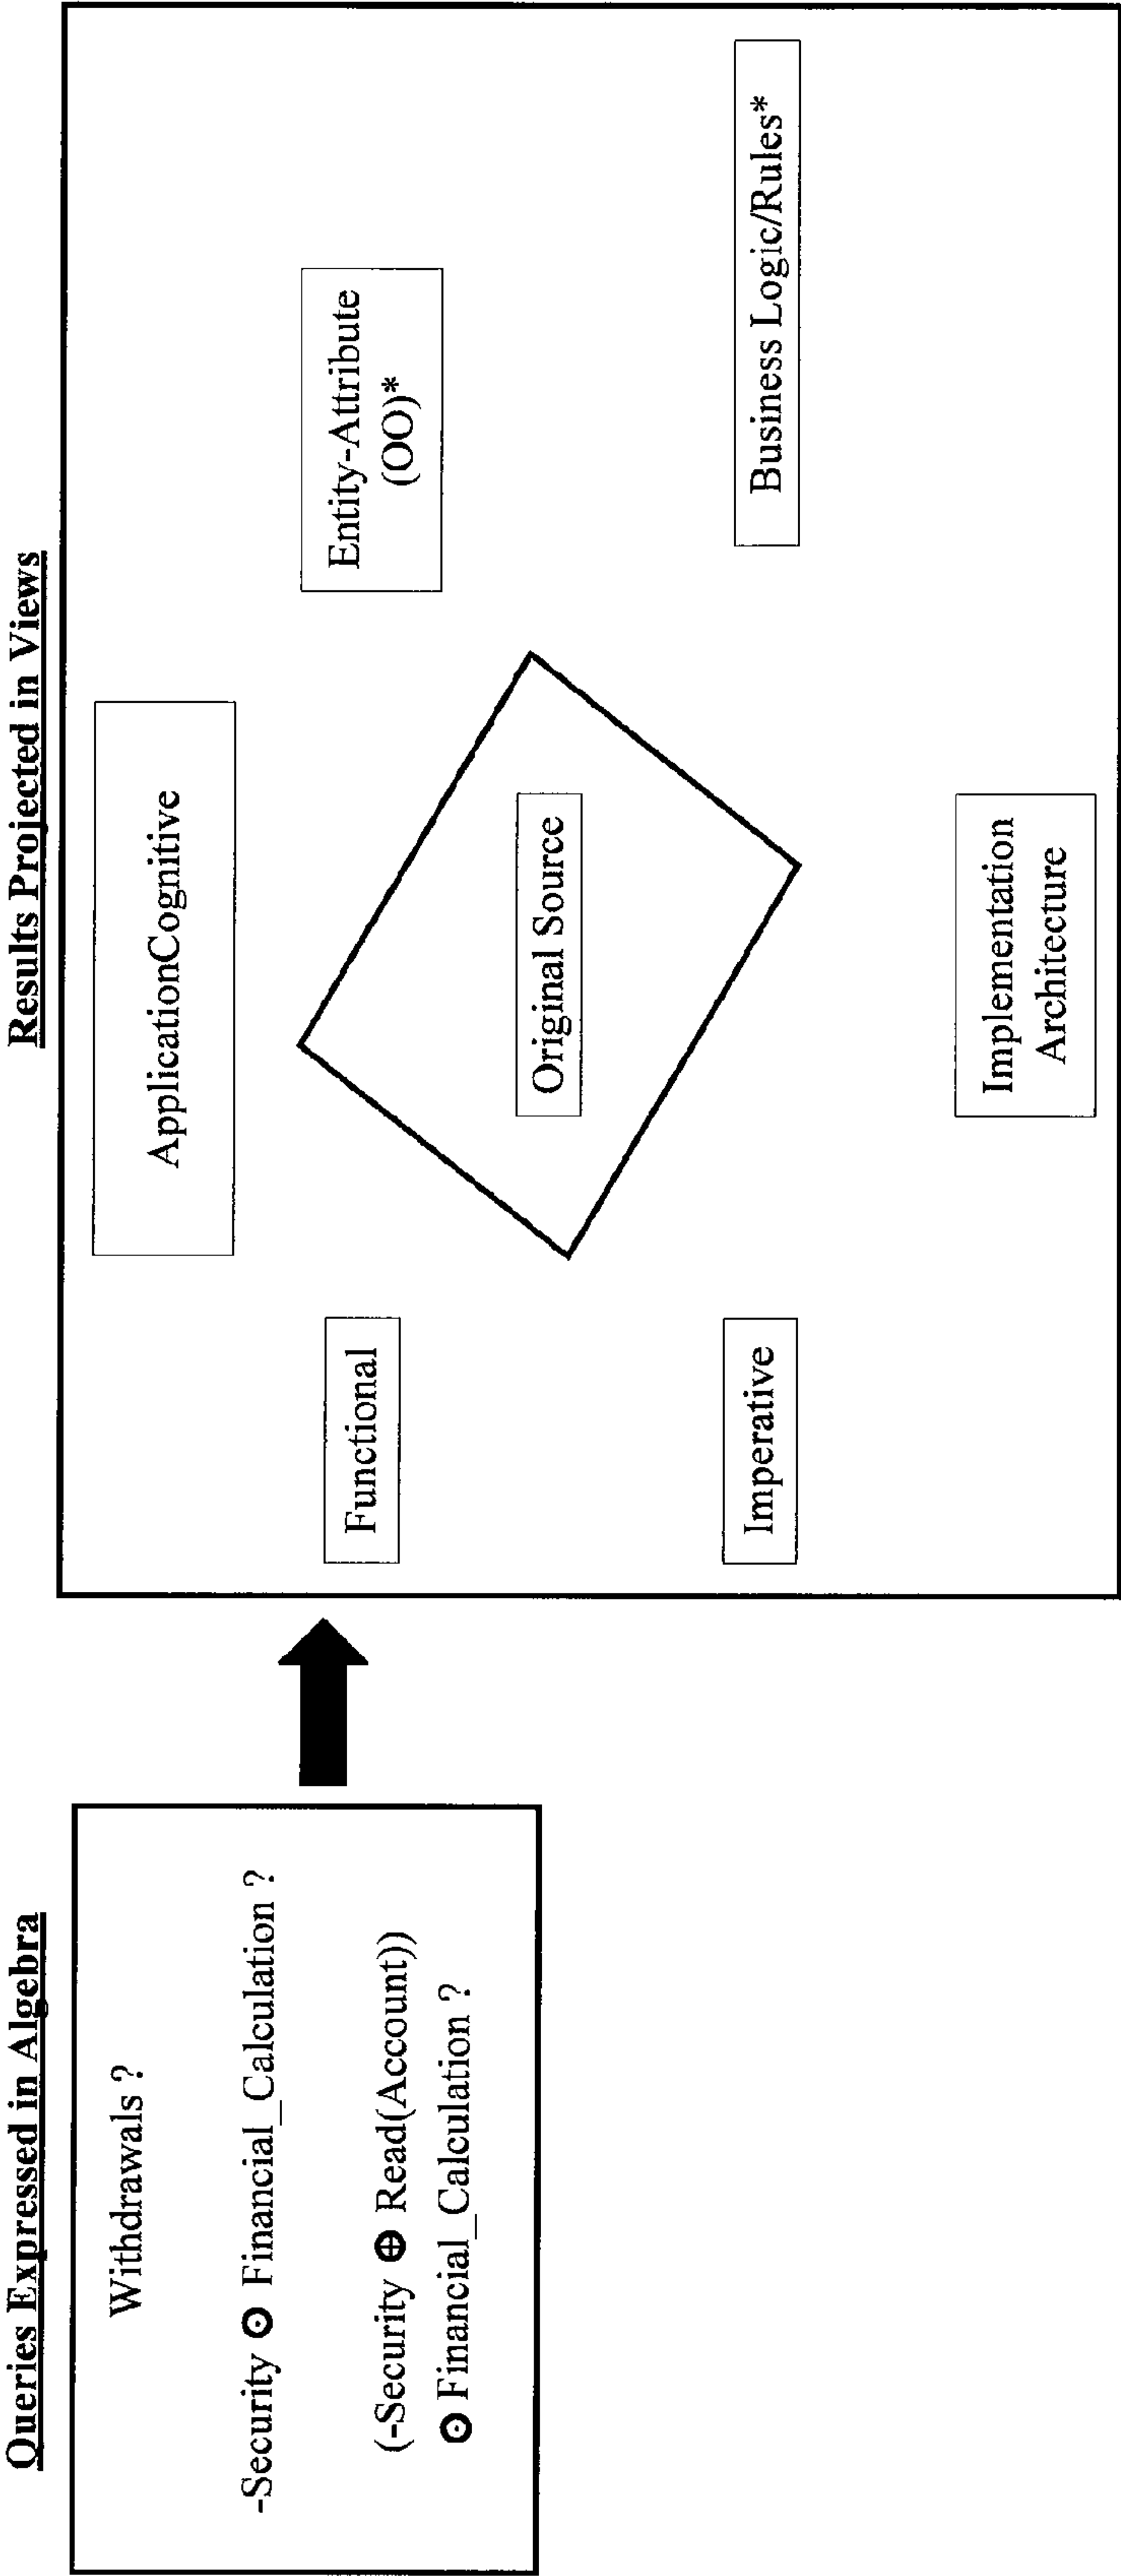 Queries Expressed in Algebra
Withdrawals ?
-Security ⊙ Financial_Calculation ?
(-Security ⊕ Read(Account))
⊙ Financial_Calculation ?
Results Projected in Views
ApplicationCognitive
Functional
Entity-Attribute
(OO)*
Original Source
Imperative
Business Logic/Rules*
Implementation
Architecture